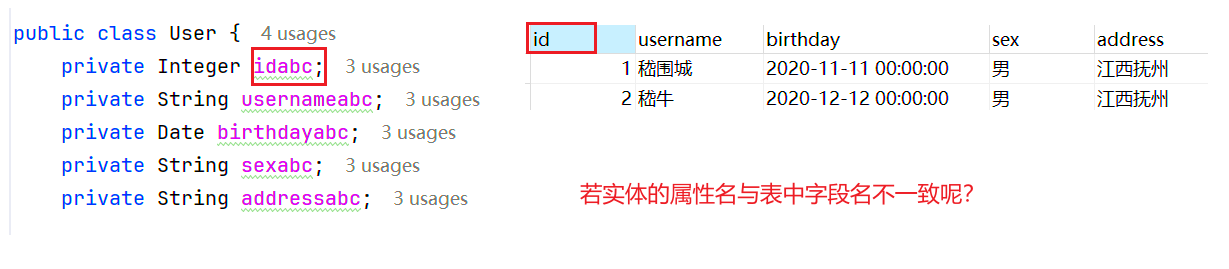 public class User { 4 usages
private Integer idabc; 3 usages
private String usernameabc; 3 usages
private Date birthdayabc; 3 usages
private String sexabc; 3 usages
private String addressabc; 3 usages
id username birthday sex address
1 嵇围城 2020-11-11 00:00:00 男 江西抚州
2 嵇牛 2020-12-12 00:00:00 男 江西抚州
若实体的属性名与表中字段名不一致呢？